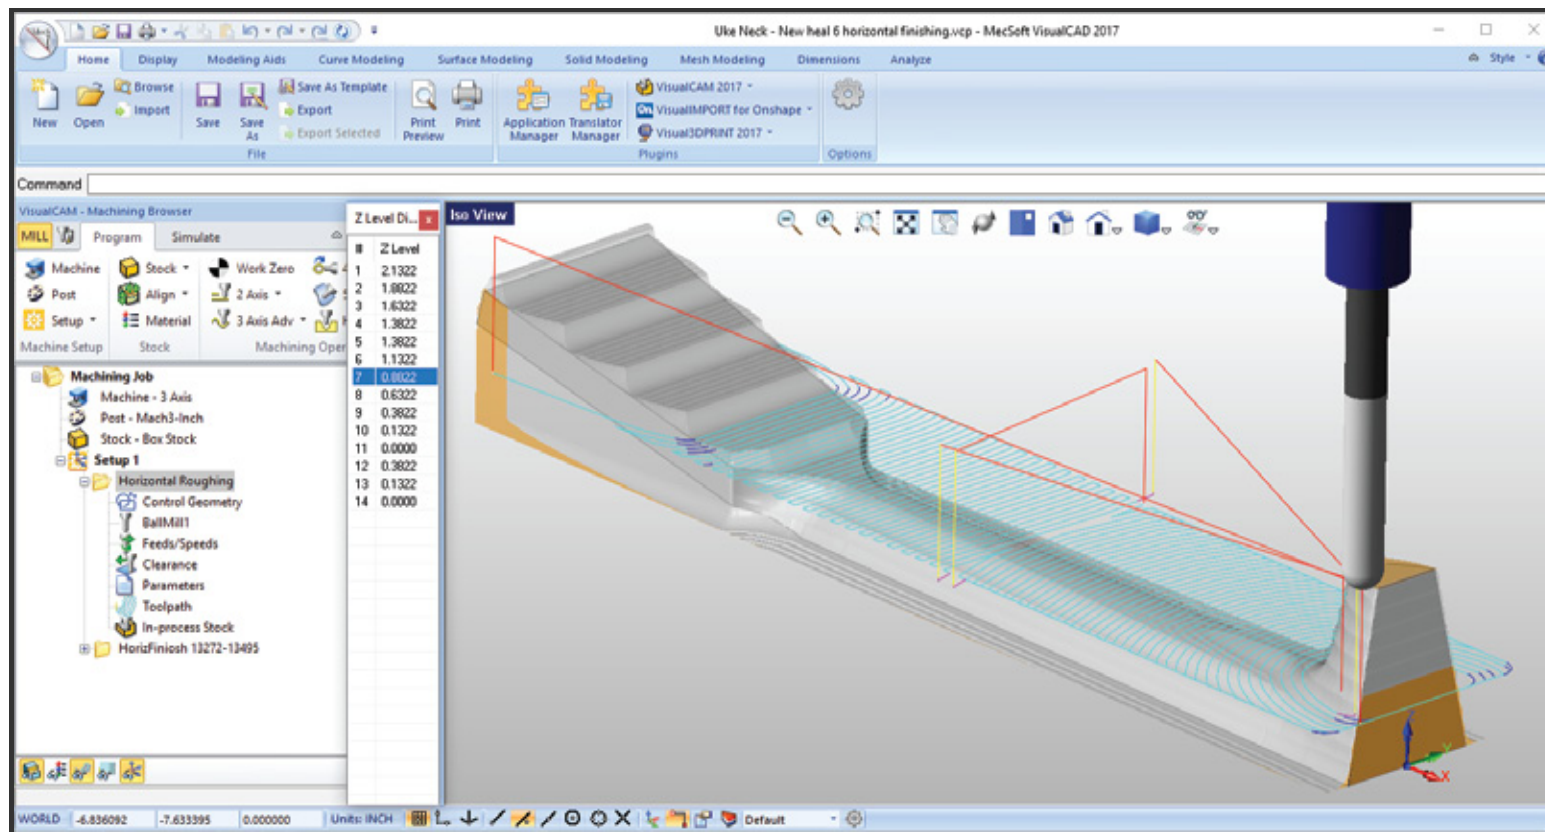 Uke Neck - New heal 6 horizontal finishing.vcp - MecSoft VisualCAD 2017
Home Display Modeling Aids Curve Modeling Surface Modeling Solid Modeling Mesh Modeling Dimensions Analyze Style
New
Open
Browse
Import
Save
Save As
Save As Template
Export
Export Selected
Print Preview
Print
Application Manager
Translator Manager
VisualCAM 2017
VisualIMPORT for Onshape
Visual3DPRINT 2017
File
Plugins
Options
Command
VisualCAM - Machining Browser
MILL Program Simulate
Machine Stock Work Zero
Post Align 2 Axis
Setup Material 3 Axis Adv
Machine Setup Stock Machining Oper
Machining Job
Machine - 3 Axis
Post - Mach3-Inch
Stock - Box Stock
Setup 1
Horizontal Roughing
Control Geometry
BallMill1
Feeds/Speeds
Clearance
Parameters
Toolpath
In-process Stock
HorizFiniosh 13272-13495
Z Level Di... x
# Z Level
1 2.1322
2 1.8822
3 1.6322
4 1.3822
5 1.3822
6 1.1322
7 0.8822
8 0.6322
9 0.3822
10 0.1322
11 0.0000
12 0.3822
13 0.1322
14 0.0000
Iso View
Y
X
WORLD -6.836092 -7.633395 0.000000 Units: INCH Default